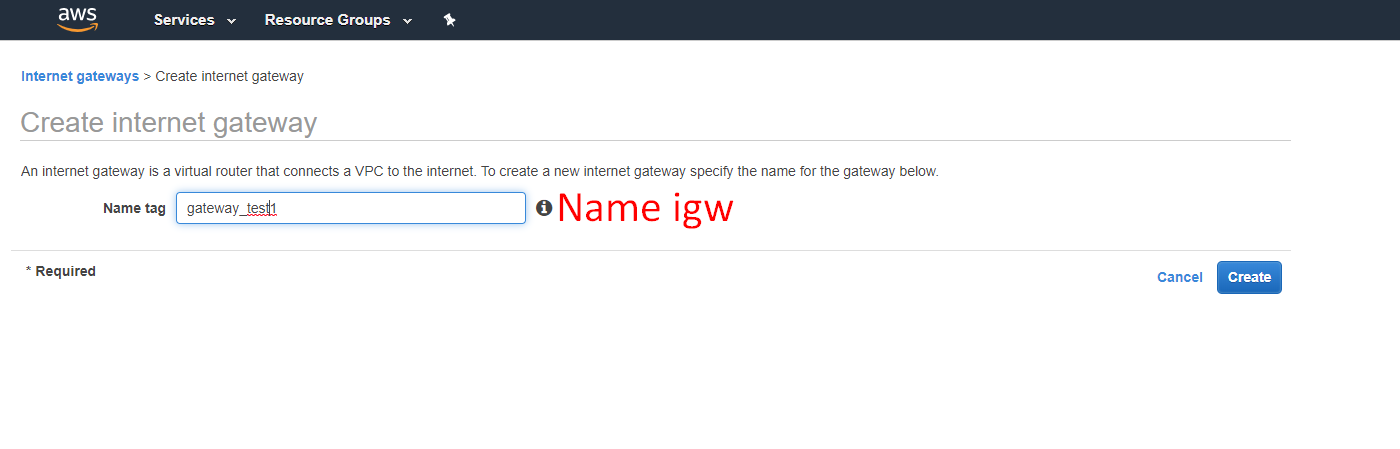 aws Services Resource Groups
Internet gateways > Create internet gateway
Create internet gateway
An internet gateway is a virtual router that connects a VPC to the internet. To create a new internet gateway specify the name for the gateway below.
Name tag gateway_test1 Name igw
* Required
Cancel Create